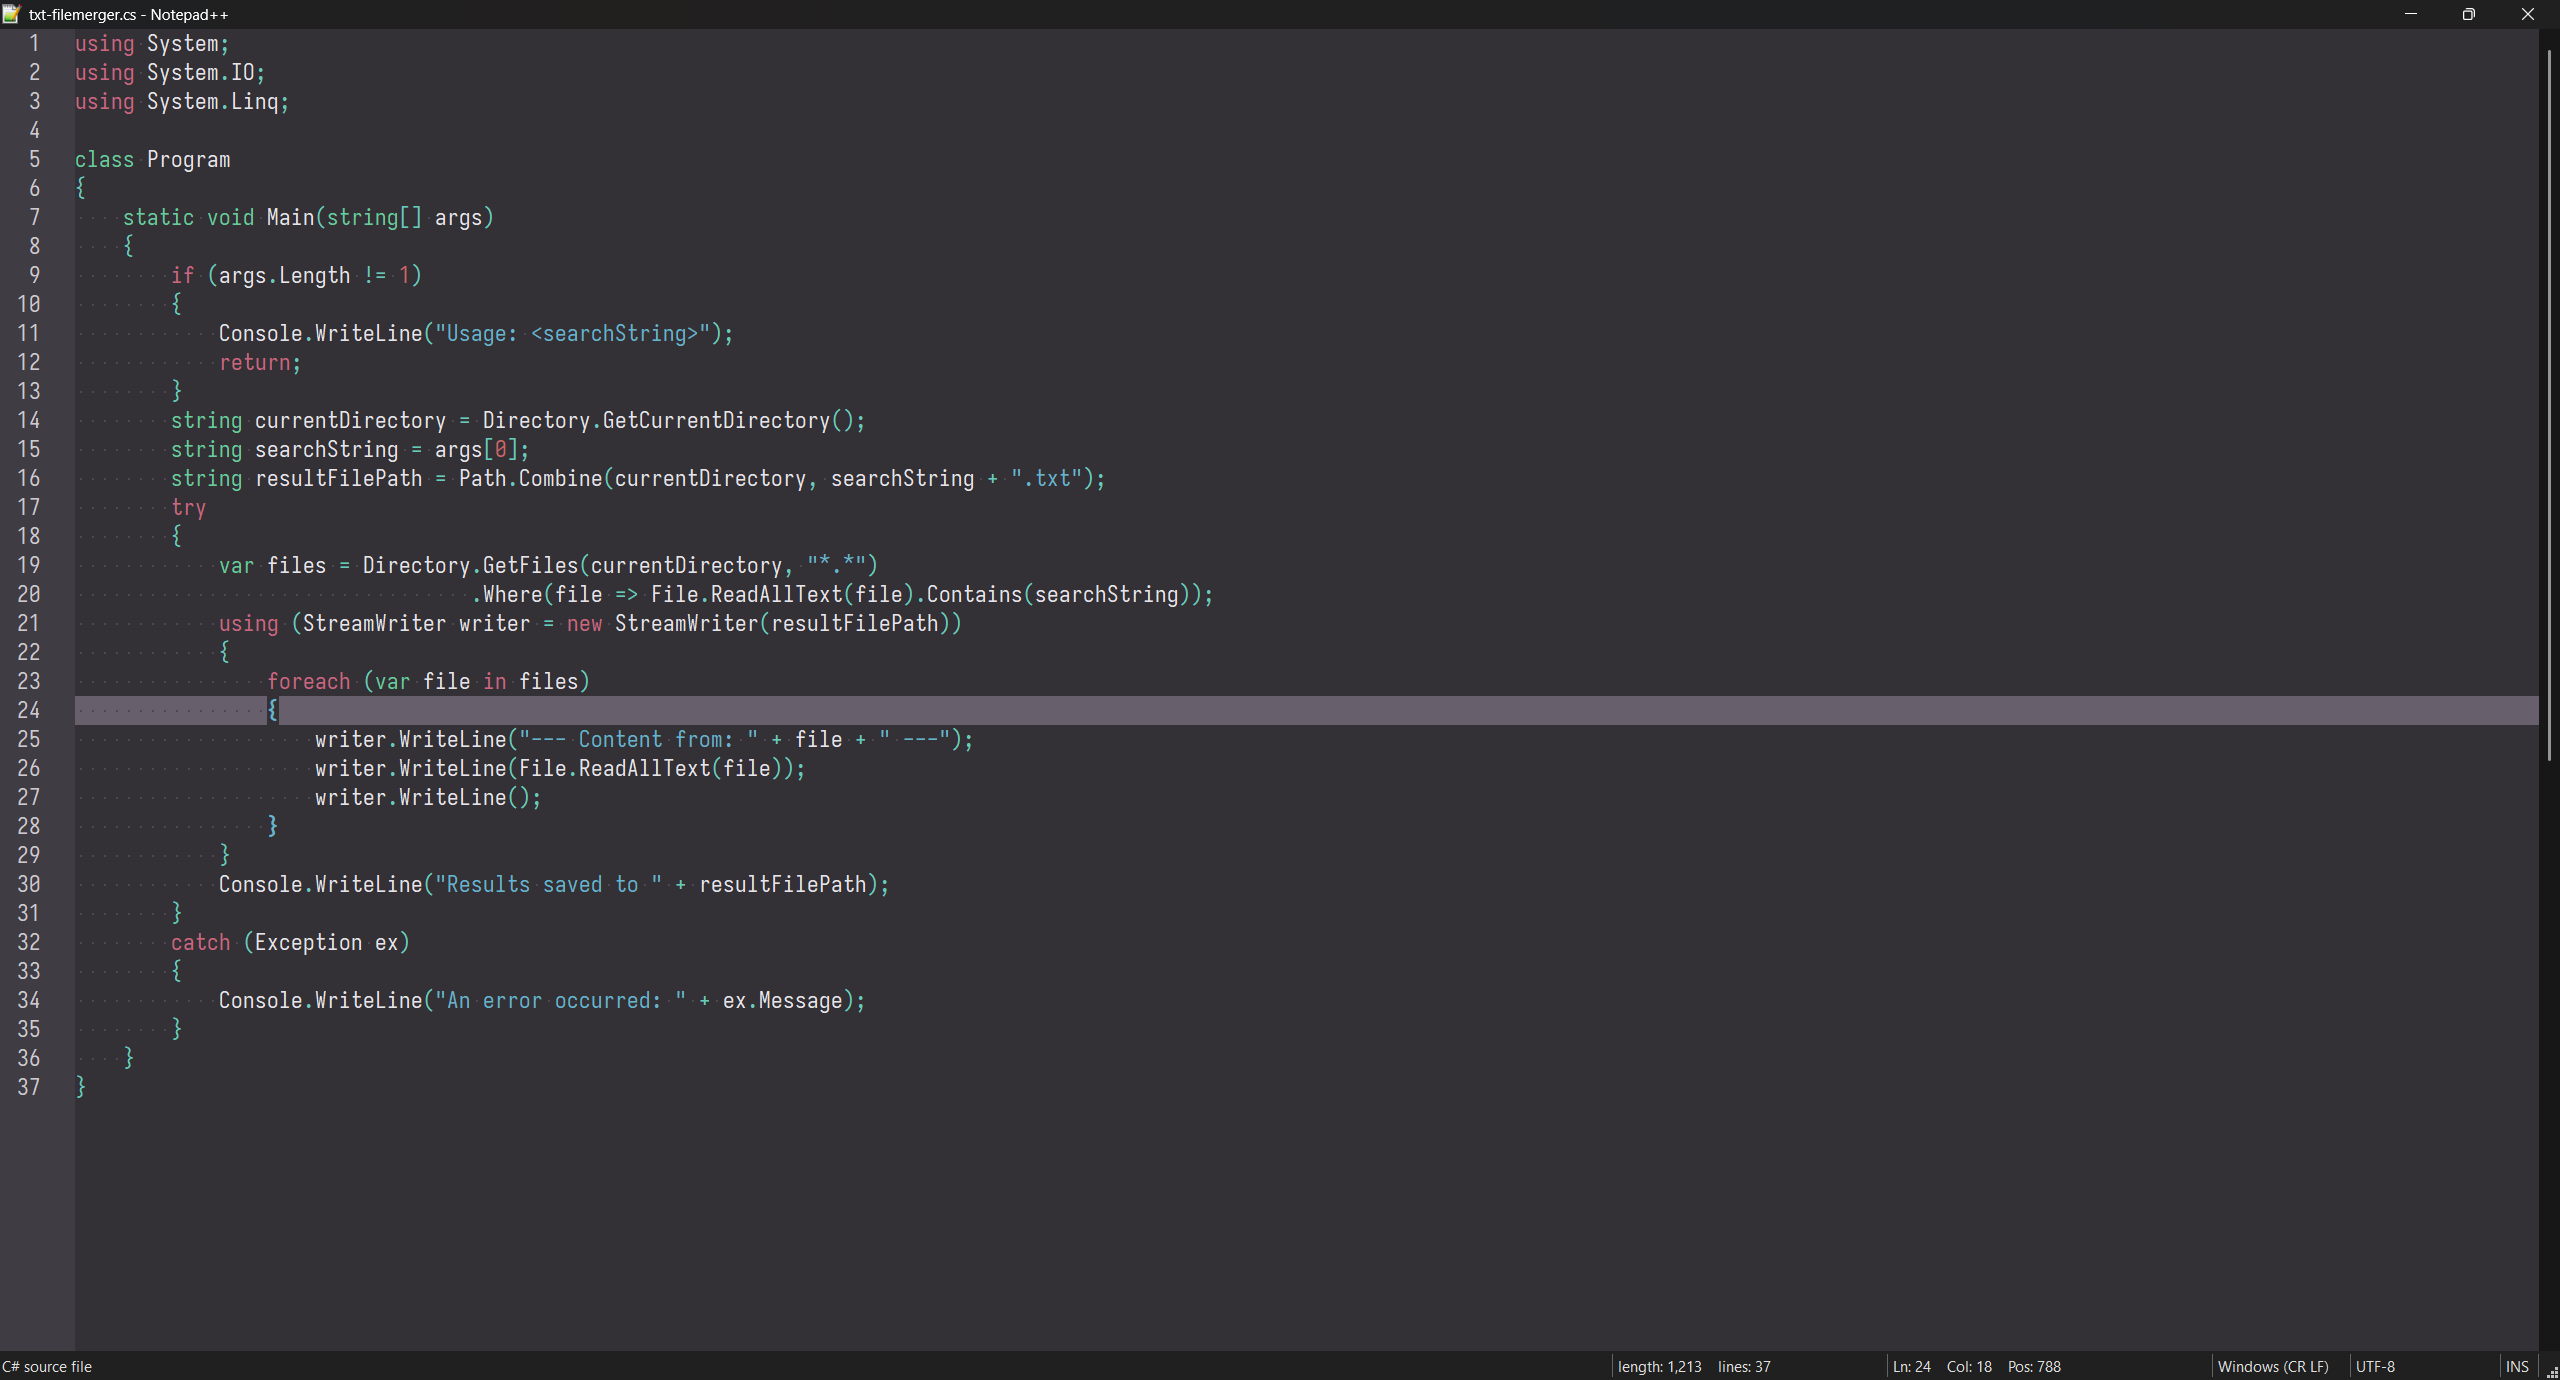 txt-filemerger.cs - Notepad++
1 using System;
2 using System.IO;
3 using System.Linq;
4
5 class Program
6 {
7     static void Main(string[] args)
8     {
9         if (args.Length != 1)
10         {
11             Console.WriteLine("Usage: <searchString>");
12             return;
13         }
14         string currentDirectory = Directory.GetCurrentDirectory();
15         string searchString = args[0];
16         string resultFilePath = Path.Combine(currentDirectory, searchString + ".txt");
17         try
18         {
19             var files = Directory.GetFiles(currentDirectory, "*.*")
20                                  .Where(file => File.ReadAllText(file).Contains(searchString));
21             using (StreamWriter writer = new StreamWriter(resultFilePath))
22             {
23                 foreach (var file in files)
24                 {
25                     writer.WriteLine("--- Content from: " + file + " ---");
26                     writer.WriteLine(File.ReadAllText(file));
27                     writer.WriteLine();
28                 }
29             }
30             Console.WriteLine("Results saved to " + resultFilePath);
31         }
32         catch (Exception ex)
33         {
34             Console.WriteLine("An error occurred: " + ex.Message);
35         }
36     }
37 }
C# source file length: 1,213 lines: 37 Ln: 24 Col: 18 Pos: 788 Windows (CR LF) UTF-8 INS